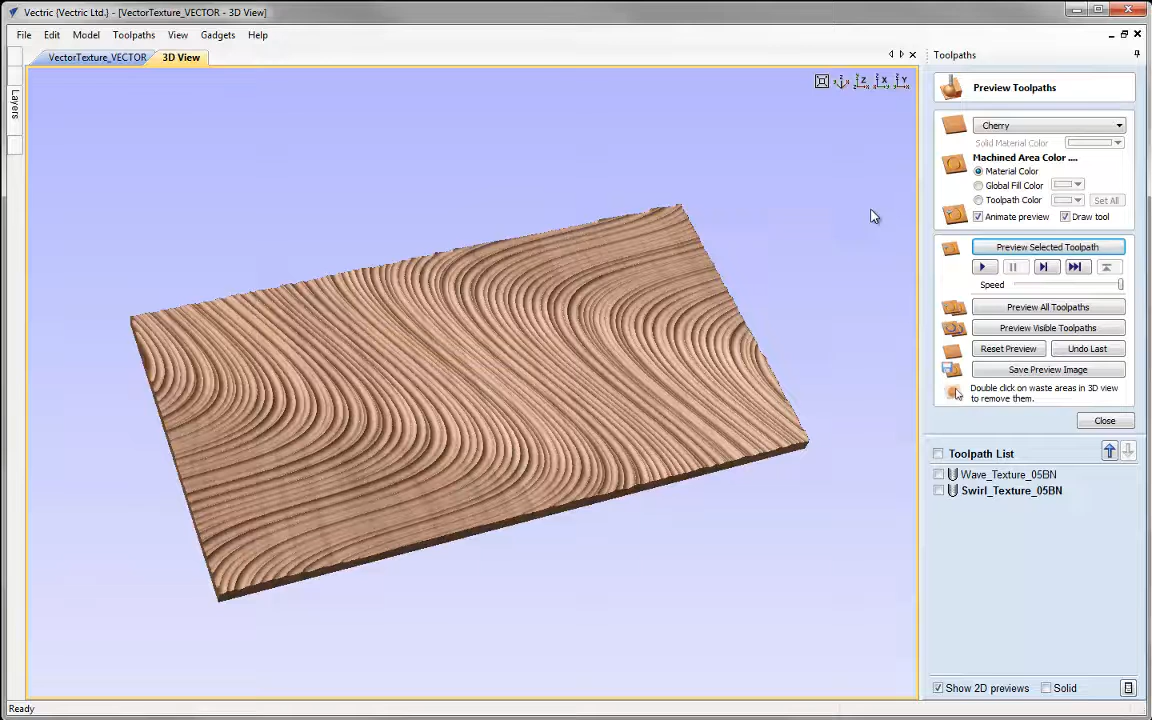 Vectric {Vectric Ltd.} - [VectorTexture_VECTOR - 3D View]
File Edit Model Toolpaths View Gadgets Help
VectorTexture_VECTOR 3D View
Layers
Z X Y
Toolpaths
Preview Toolpaths
Cherry
Solid Material Color
Machined Area Color ....
Material Color
Global Fill Color
Toolpath Color Set All
Animate preview Draw tool
Preview Selected Toolpath
Speed
Preview All Toolpaths
Preview Visible Toolpaths
Reset Preview Undo Last
Save Preview Image
Double click on waste areas in 3D view
to remove them.
Close
Toolpath List
Wave_Texture_05BN
Swirl_Texture_05BN
Show 2D previews Solid
Ready